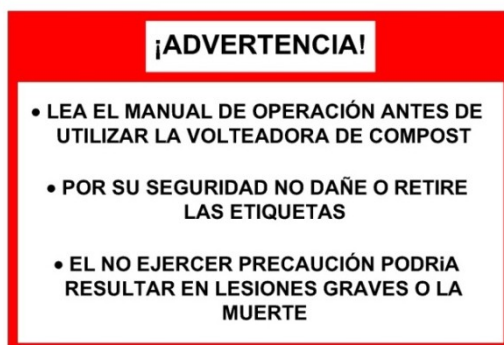 ¡ADVERTENCIA!
• LEA EL MANUAL DE OPERACIÓN ANTES DE
UTILIZAR LA VOLTEADORA DE COMPOST
• POR SU SEGURIDAD NO DAÑE O RETIRE
LAS ETIQUETAS
• EL NO EJERCER PRECAUCIÓN PODRíA
RESULTAR EN LESIONES GRAVES O LA
MUERTE